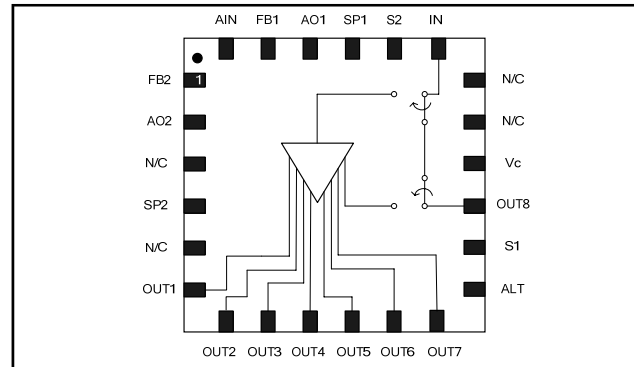 AIN FB1 AO1 SP1 S2 IN
FB2 1 N/C
AO2 N/C
N/C Vc
SP2 OUT8
N/C S1
OUT1 ALT
OUT2 OUT3 OUT4 OUT5 OUT6 OUT7